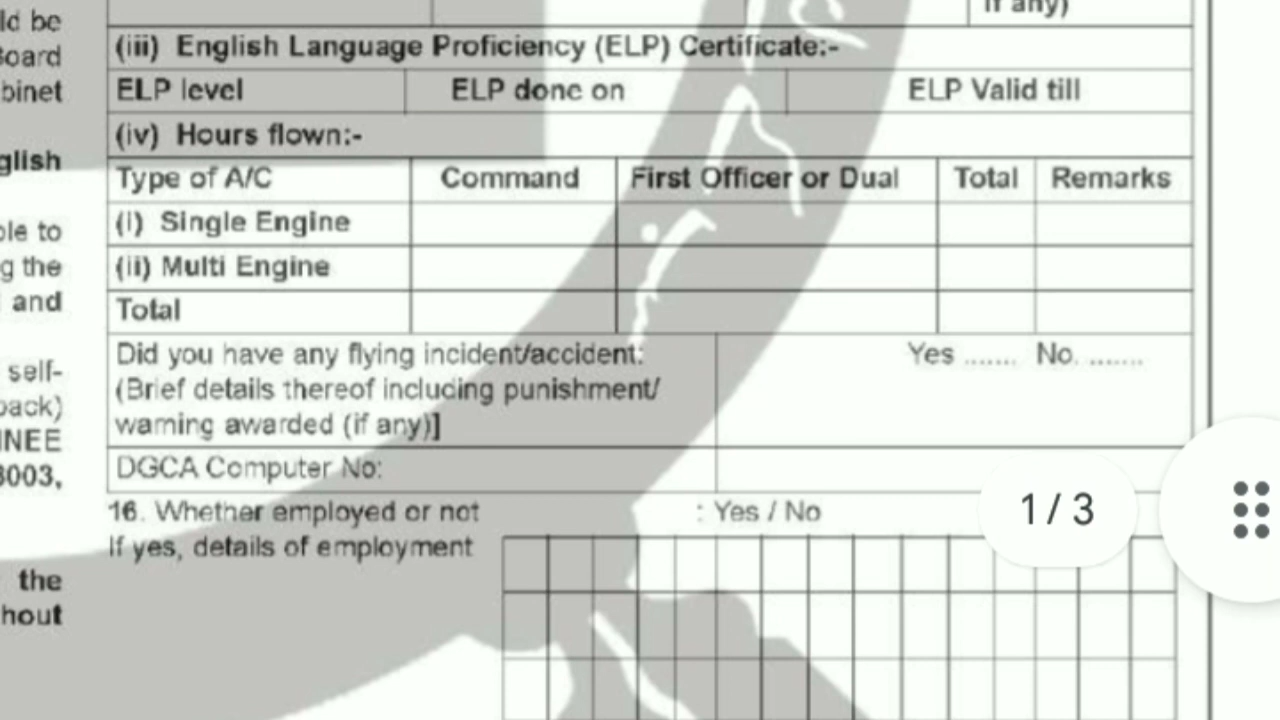 ld be
Board
binet
glish
ole to
g the
and
self-
back)
INEE
3003,
the
hout
if any)
(iii) English Language Proficiency (ELP) Certificate:-
ELP level ELP done on ELP Valid till
(iv) Hours flown:-
Type of A/C Command First Officer or Dual Total Remarks
(i) Single Engine
(ii) Multi Engine
Total
Did you have any flying incident/accident: Yes ....... No. .......
(Brief details thereof including punishment/
warning awarded (if any)]
DGCA Computer No:
16. Whether employed or not : Yes / No
If yes, details of employment
1 / 3